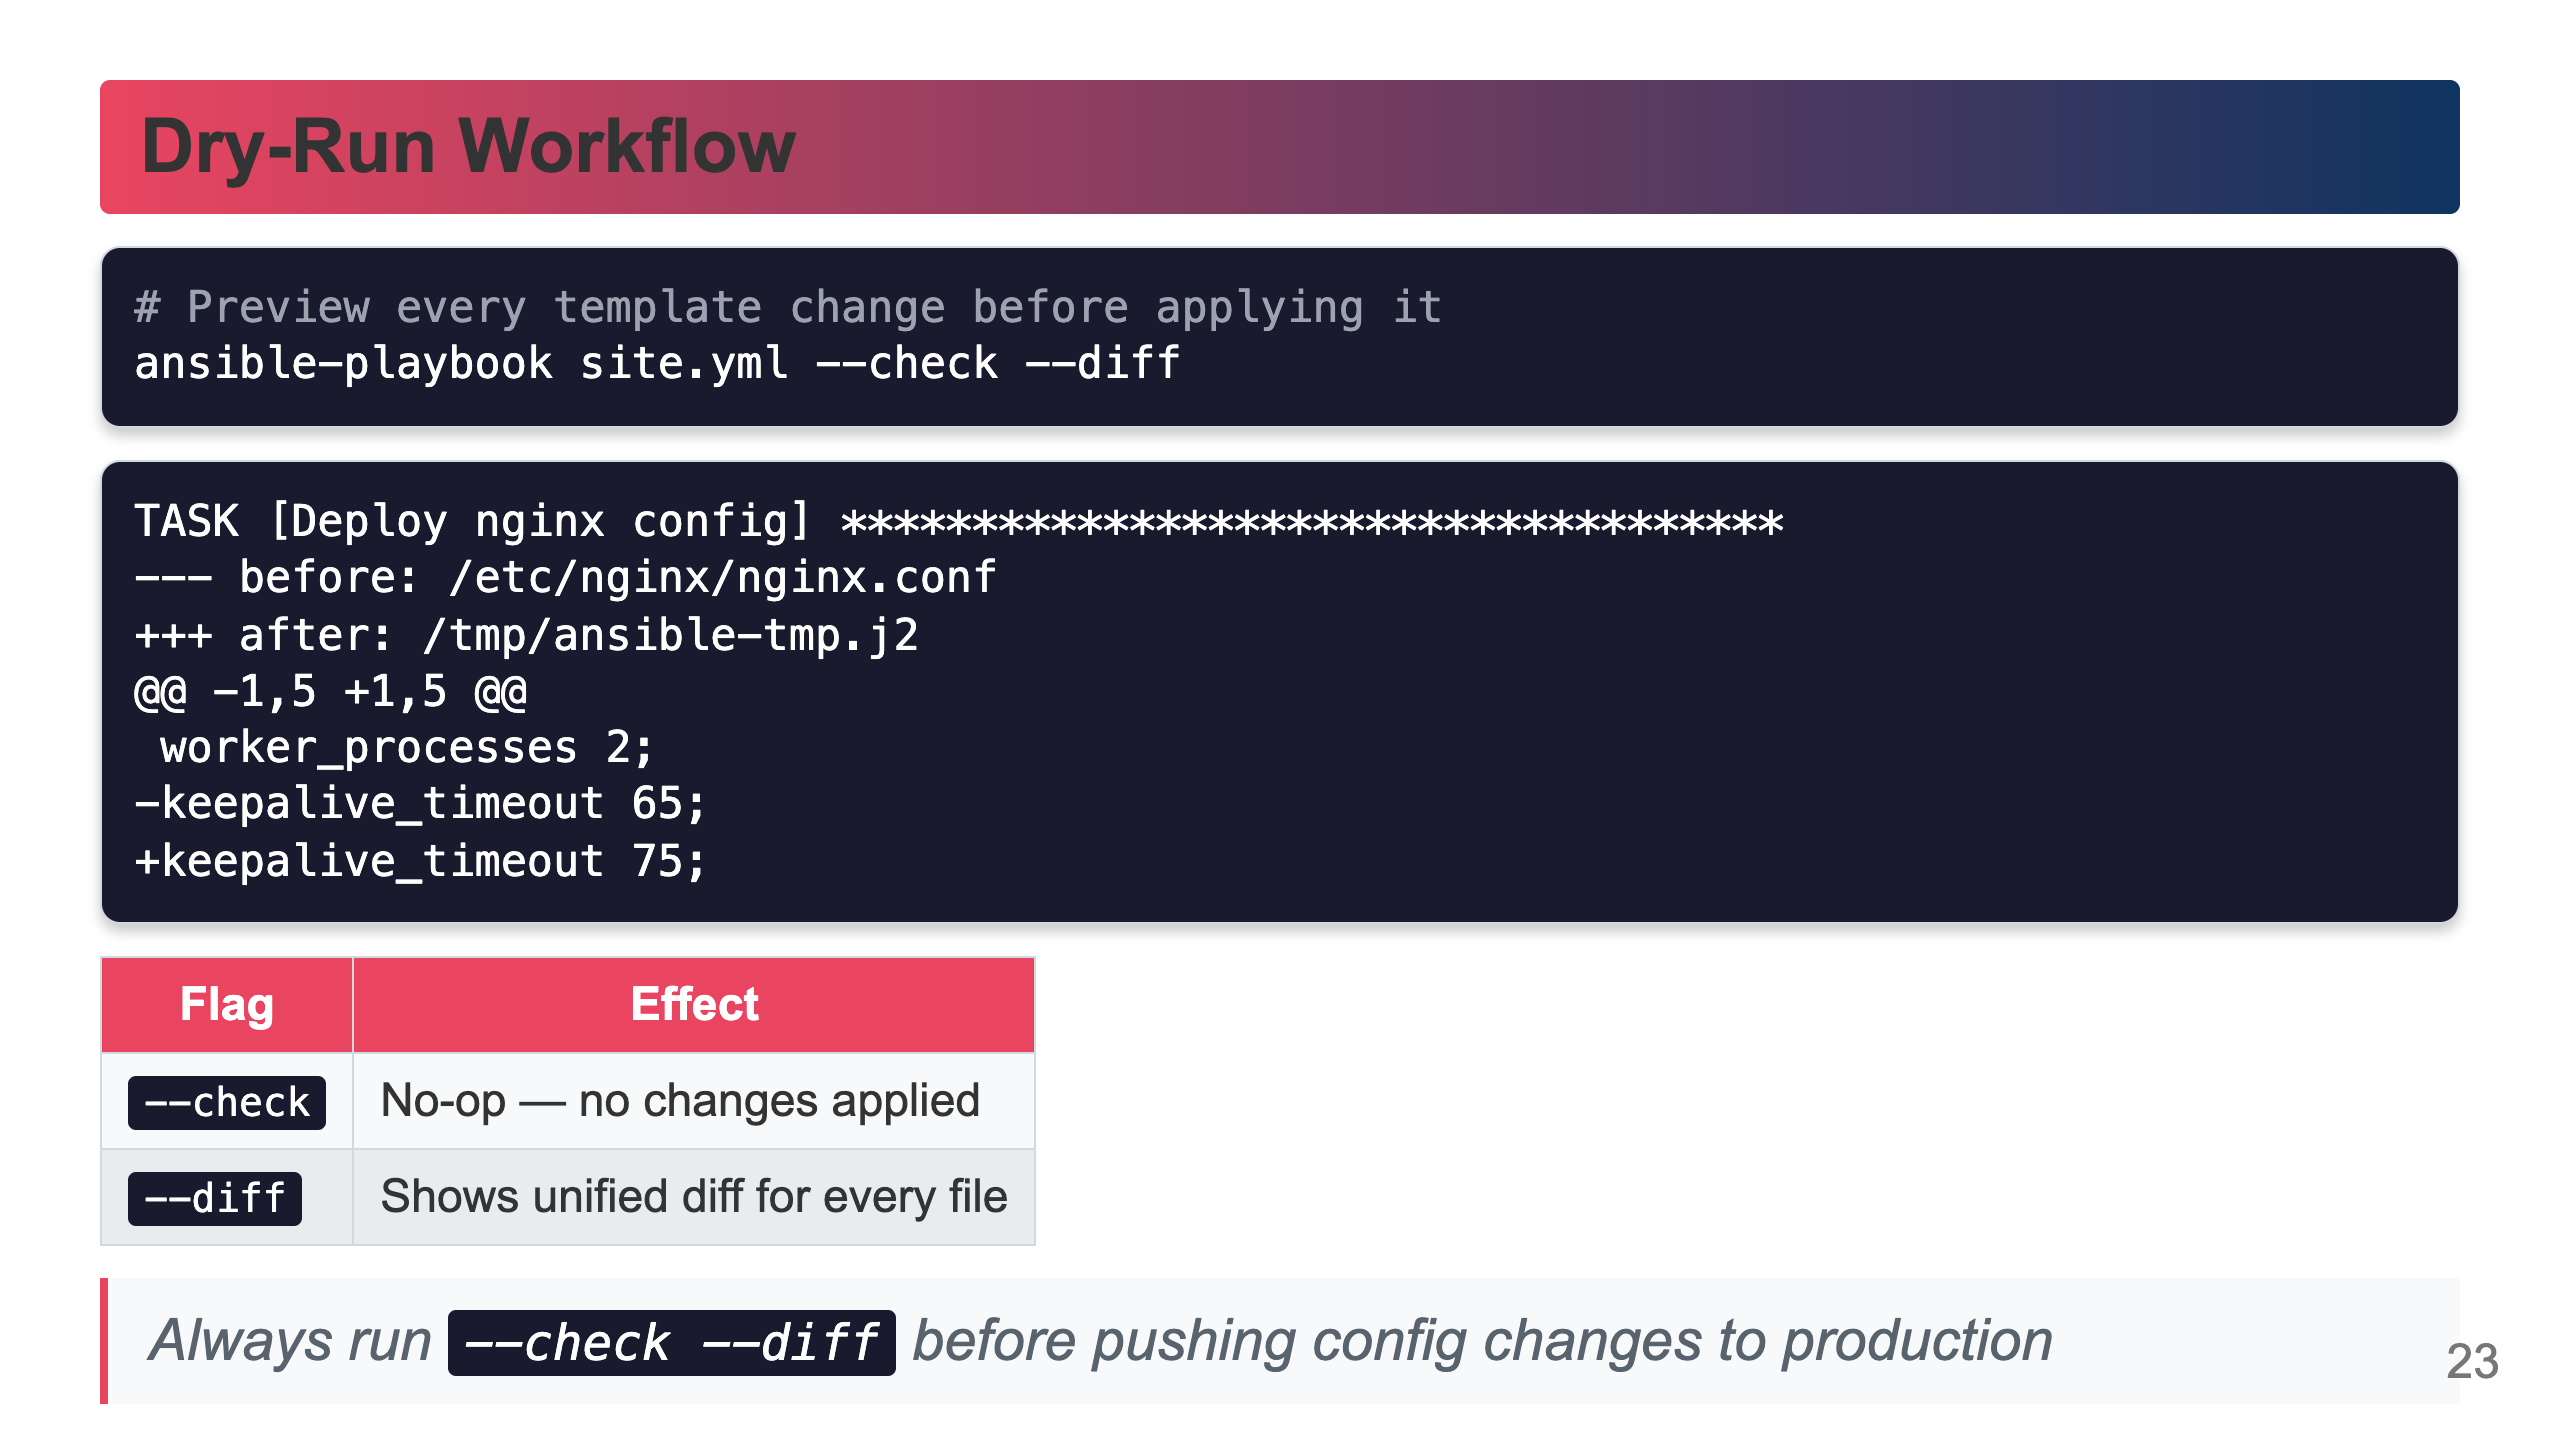 Dry-Run Workflow
# Preview every template change before applying it
ansible-playbook site.yml --check --diff
TASK [Deploy nginx config] ************************************
--- before: /etc/nginx/nginx.conf
+++ after: /tmp/ansible-tmp.j2
@@ -1,5 +1,5 @@
 worker_processes 2;
-keepalive_timeout 65;
+keepalive_timeout 75;
Flag Effect
--check No-op — no changes applied
--diff Shows unified diff for every file
Always run --check --diff before pushing config changes to production
23